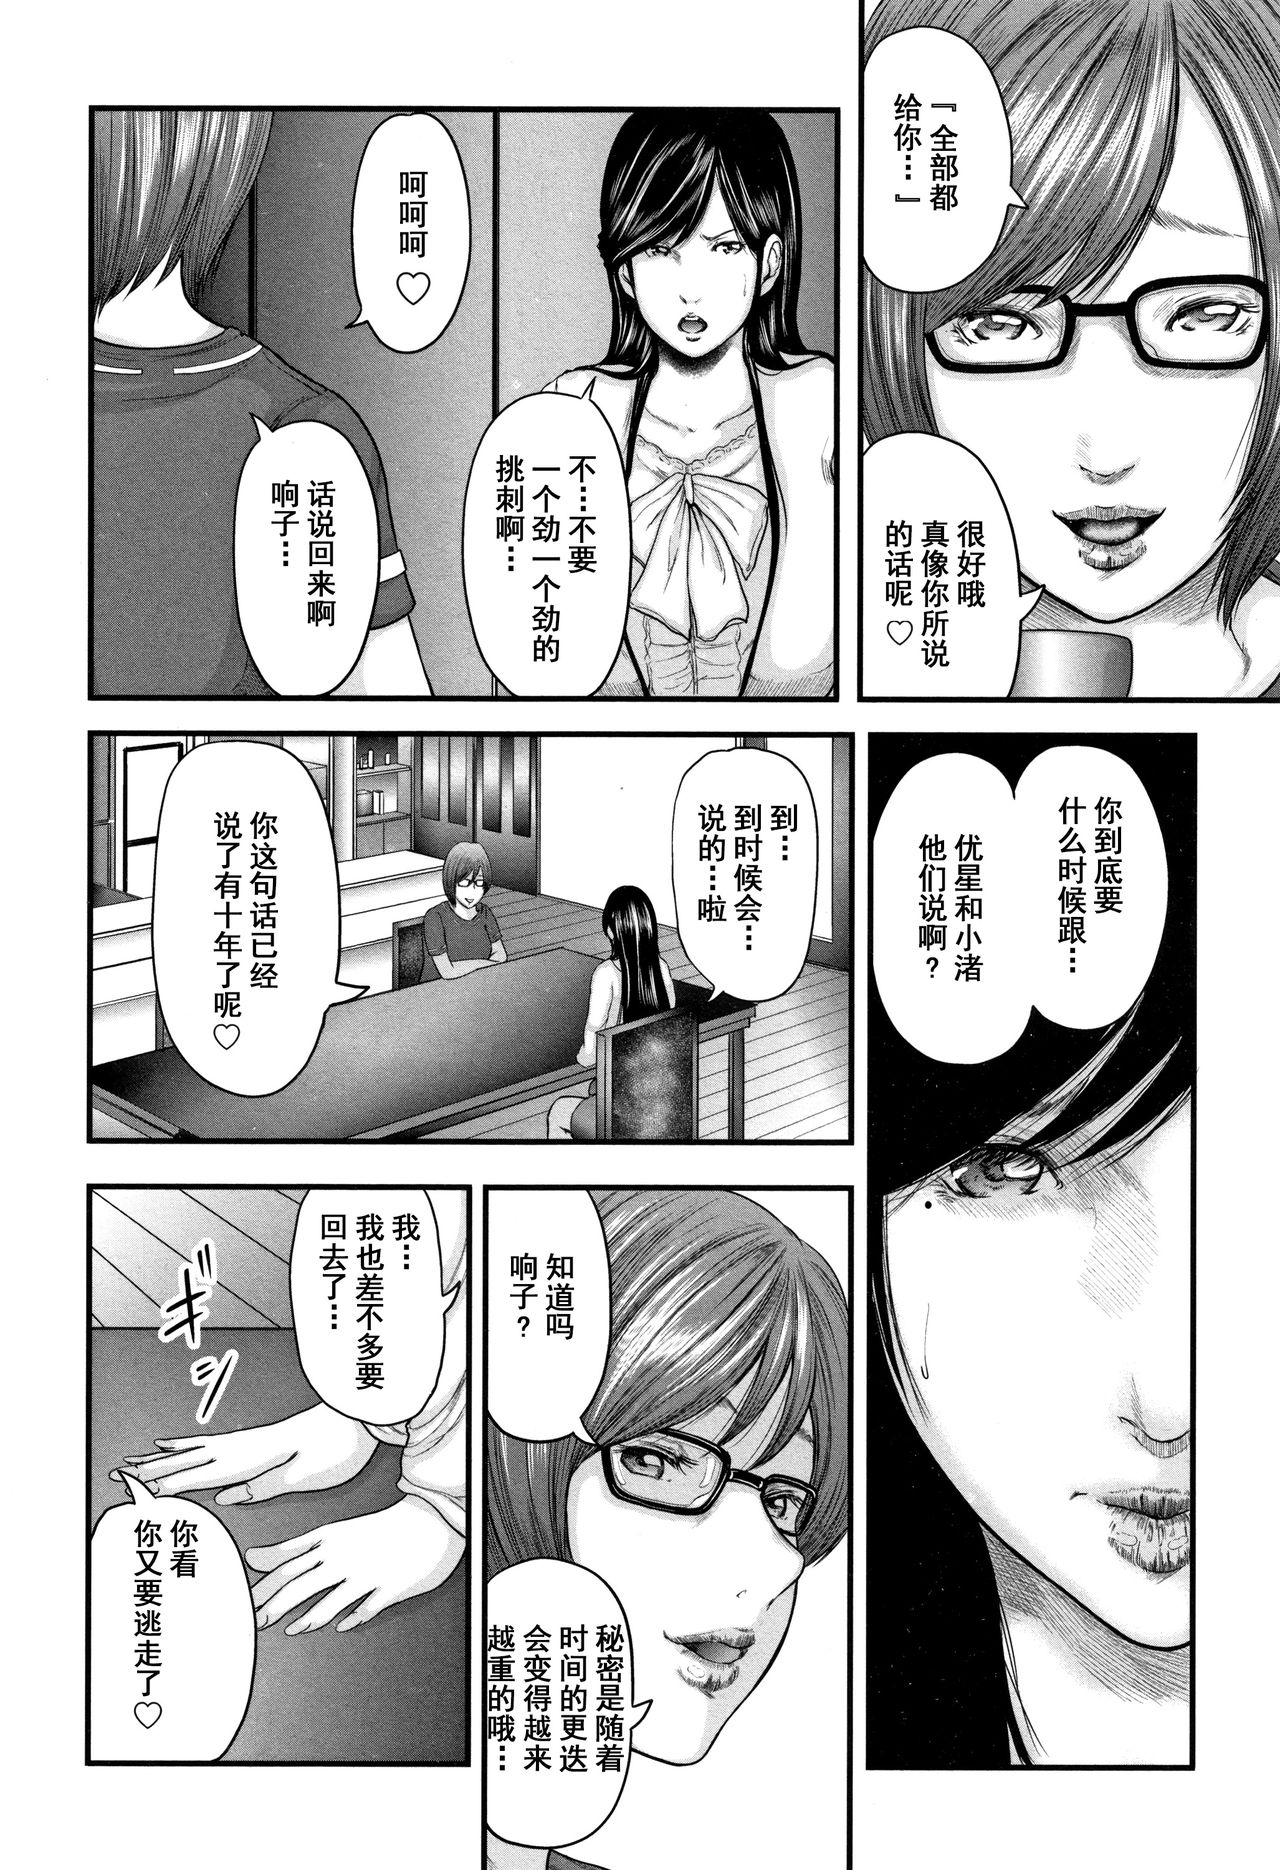 『全部都
给你…』
很好哦
真像你所说
的话呢♡
不…不要
一个劲一个劲的
挑刺啊…
呵呵呵♡
话说回来啊
响子…
你到底要
什么时候跟…
优星和小渚
他们说啊?
到…
到时候会…
说的…啦
你这句话已经
说了有十年了呢♡
知道吗
响子?
秘密是随着
时间的更迭
会变得越来
越重的哦…
我…
我也差不多要
回去了…
ギシ
你看
你又要逃走了♡